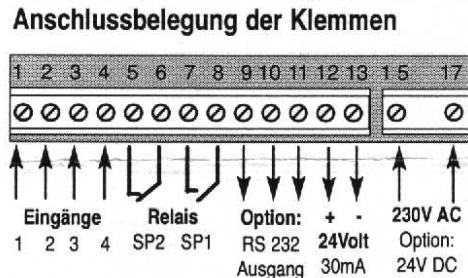 Anschlussbelegung der Klemmen
1 2 3 4 5 6 7 8 9 10 11 12 13 15 17
Eingänge Relais Option: + - 230V AC
1 2 3 4 SP2 SP1 RS 232 24Volt Option:
Ausgang 30mA 24V DC